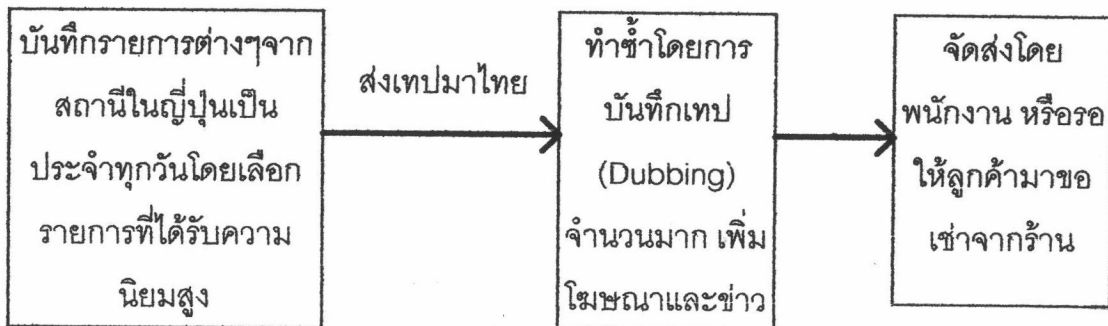 บันทึกรายการต่างๆจาก
สถานีในญี่ปุ่นเป็น
ประจำทุกวันโดยเลือก
รายการที่ได้รับความ
นิยมสูง
ส่งเทปมาไทย
ทำซ้ำโดยการ
บันทึกเทป
(Dubbing)
จำนวนมาก เพิ่ม
โฆษณาและข่าว
จัดส่งโดย
พนักงาน หรือรอ
ให้ลูกค้ามาขอ
เช่าจากร้าน